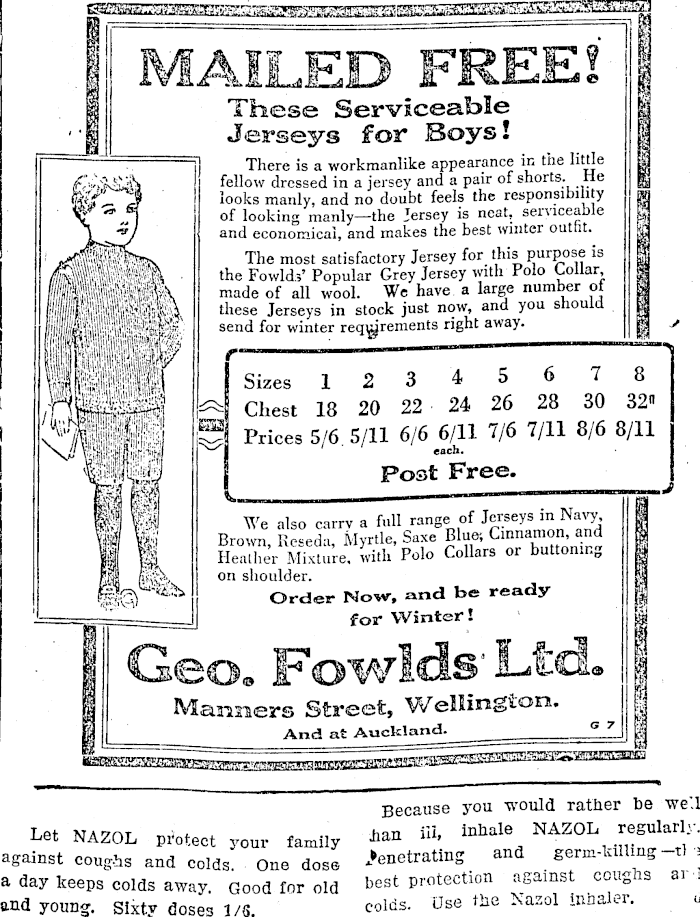 MAILED FREE!
These Serviceable
Jerseys for Boys!
There is a workmanlike appearance in the little
fellow dressed in a jersey and a pair of shorts. He
looks manly, and no doubt feels the responsibility
of looking manly—the Jersey is neat, serviceable
and economical, and makes the best winter outfit.
The most satisfactory Jersey for this purpose is
the Fowlds' Popular Grey Jersey with Polo Collar,
made of all wool. We have a large number of
these Jerseys in stock just now, and you should
send for winter requirements right away.
Sizes 1 2 3 4 5 6 7 8
Chest 18 20 22 24 26 28 30 32"
Prices 5/6 5/11 6/6 6/11 7/6 7/11 8/6 8/11
each.
Post Free.
We also carry a full range of Jerseys in Navy,
Brown, Reseda, Myrtle, Saxe Blue, Cinnamon, and
Heather Mixture, with Polo Collars or buttoning
on shoulder.
Order Now, and be ready
for Winter!
Geo. Fowlds Ltd.
Manners Street, Wellington.
And at Auckland.
G 7
Let NAZOL protect your family
against coughs and colds. One dose
a day keeps colds away. Good for old
and young. Sixty doses 1/6.
Because you would rather be well
han ill, inhale NAZOL regularly.
Penetrating and germ-killing—
best protection against coughs
colds. Use the Nazol inhaler.